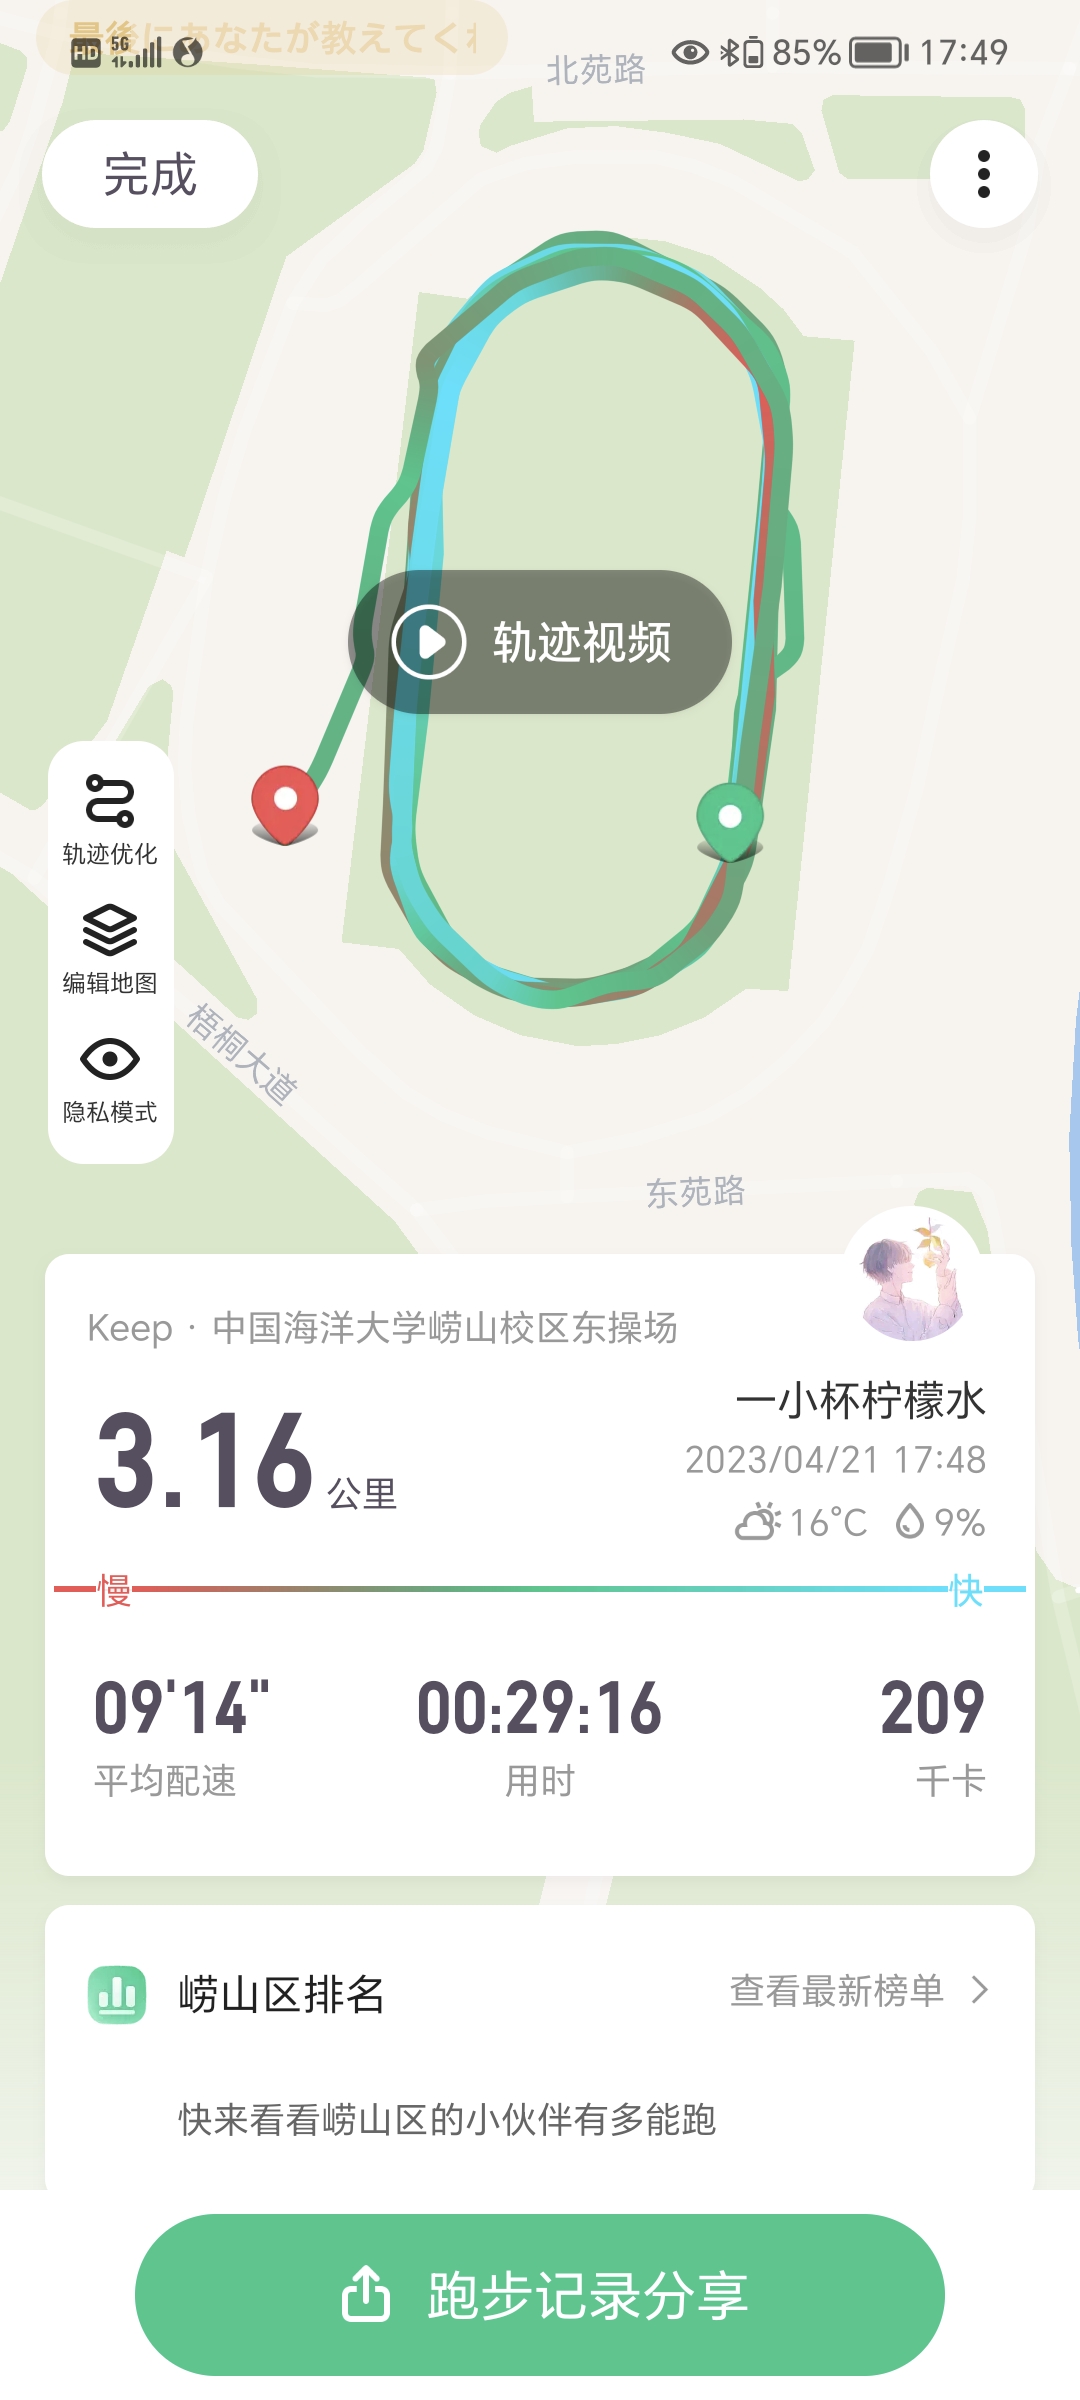 最後にあなたが教えてく
HD 5G 85% 17:49
北苑路
完成
轨迹视频
轨迹优化
编辑地图
隐私模式
梧桐大道
东苑路
Keep · 中国海洋大学崂山校区东操场
3.16 公里
一小杯柠檬水
2023/04/21 17:48
16°C 9%
慢 快
09'14" 00:29:16 209
平均配速 用时 千卡
崂山区排名 查看最新榜单
快来看看崂山区的小伙伴有多能跑
跑步记录分享